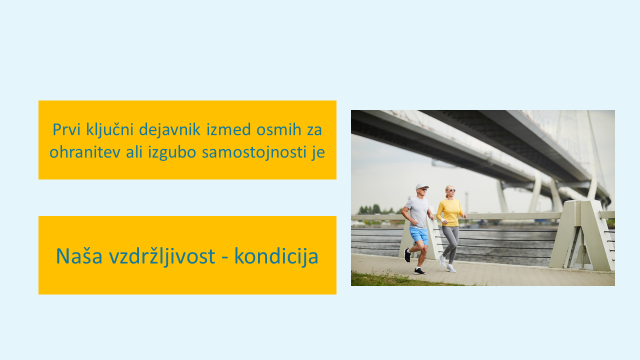 Prvi ključni dejavnik izmed osmih za
ohranitev ali izgubo samostojnosti je
Naša vzdržljivost - kondicija